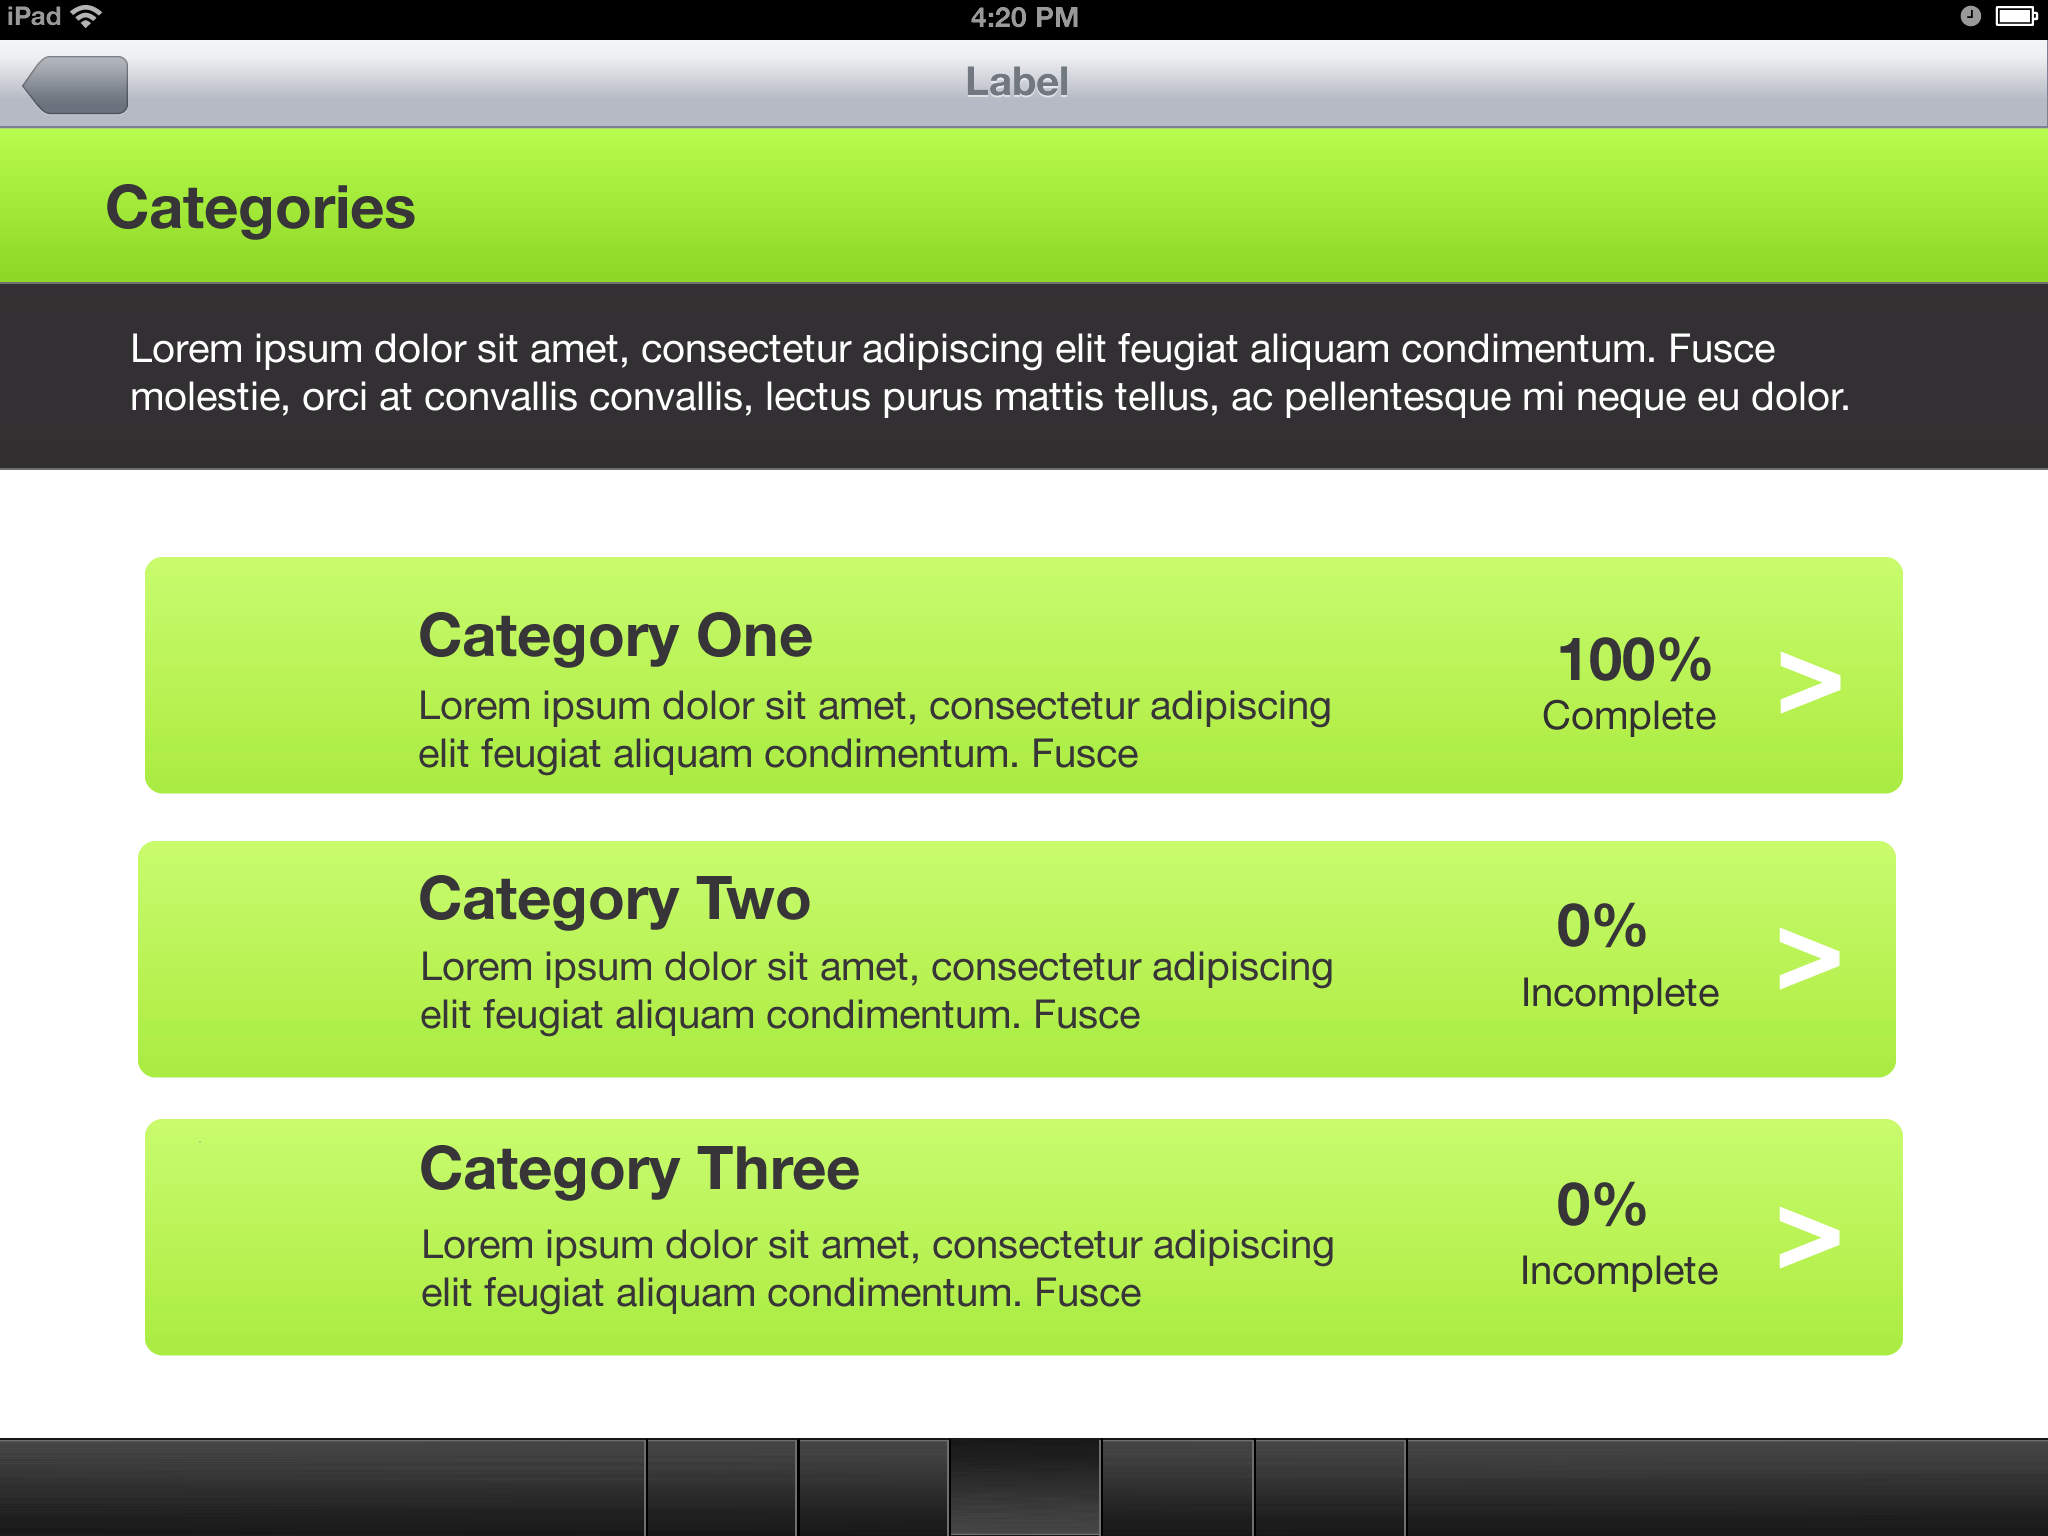 iPad
4:20 PM
Label
Categories
Lorem ipsum dolor sit amet, consectetur adipiscing elit feugiat aliquam condimentum. Fusce
molestie, orci at convallis convallis, lectus purus mattis tellus, ac pellentesque mi neque eu dolor.
Category One
Lorem ipsum dolor sit amet, consectetur adipiscing
elit feugiat aliquam condimentum. Fusce
100%
Complete
>
Category Two
Lorem ipsum dolor sit amet, consectetur adipiscing
elit feugiat aliquam condimentum. Fusce
0%
Incomplete
>
Category Three
Lorem ipsum dolor sit amet, consectetur adipiscing
elit feugiat aliquam condimentum. Fusce
0%
Incomplete
>